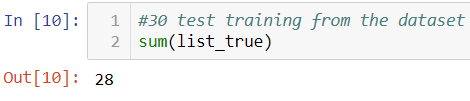 In [10]: 1 #30 test training from the dataset
2 sum(list_true)
Out[10]: 28